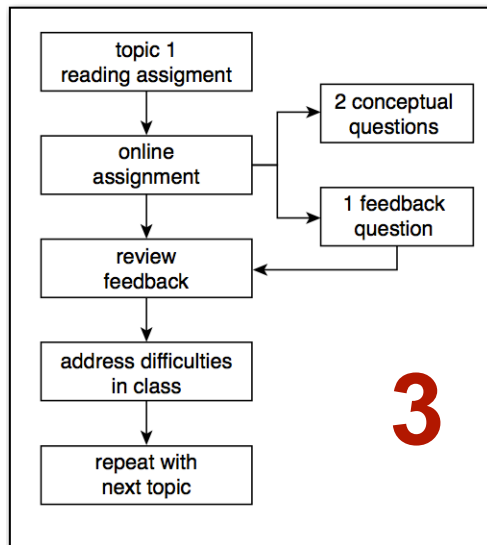 topic 1
reading assigment
2 conceptual
questions
online
assignment
1 feedback
question
review
feedback
address difficulties
in class
3
repeat with
next topic